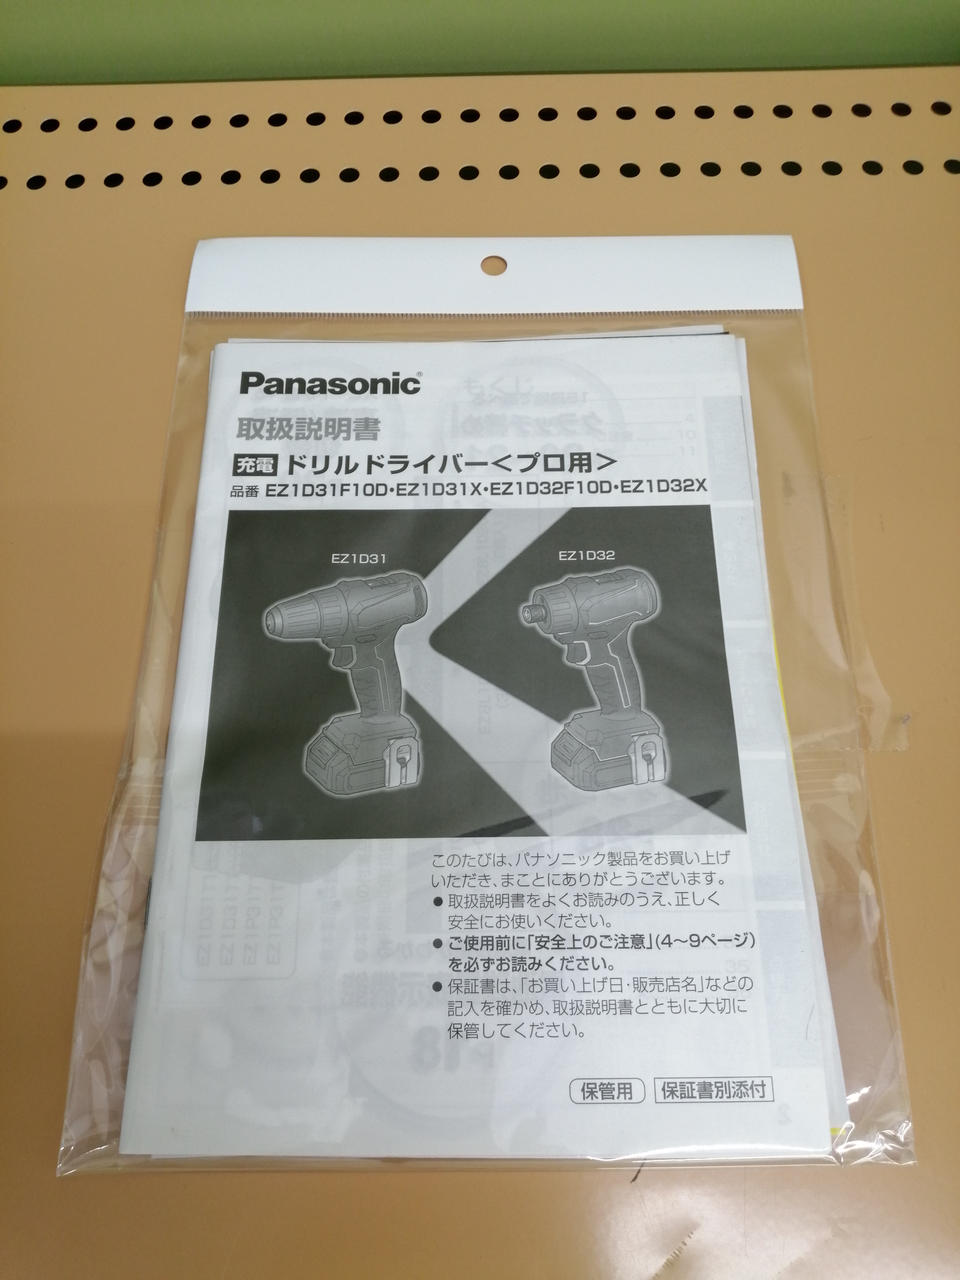 Panasonic®
取扱説明書
充電 ドリルドライバー<プロ用>
品番 EZ1D31F10D・EZ1D31X・EZ1D32F10D・EZ1D32X
EZ1D31
EZ1D32
このたびは、パナソニック製品をお買い上げ
いただき、まことにありがとうございます。
● 取扱説明書をよくお読みのうえ、正しく
安全にお使いください。
● ご使用前に「安全上のご注意」(4～9ページ)
を必ずお読みください。
● 保証書は、「お買い上げ日・販売店名」などの
記入を確かめ、取扱説明書とともに大切に
保管してください。
保管用 保証書別添付